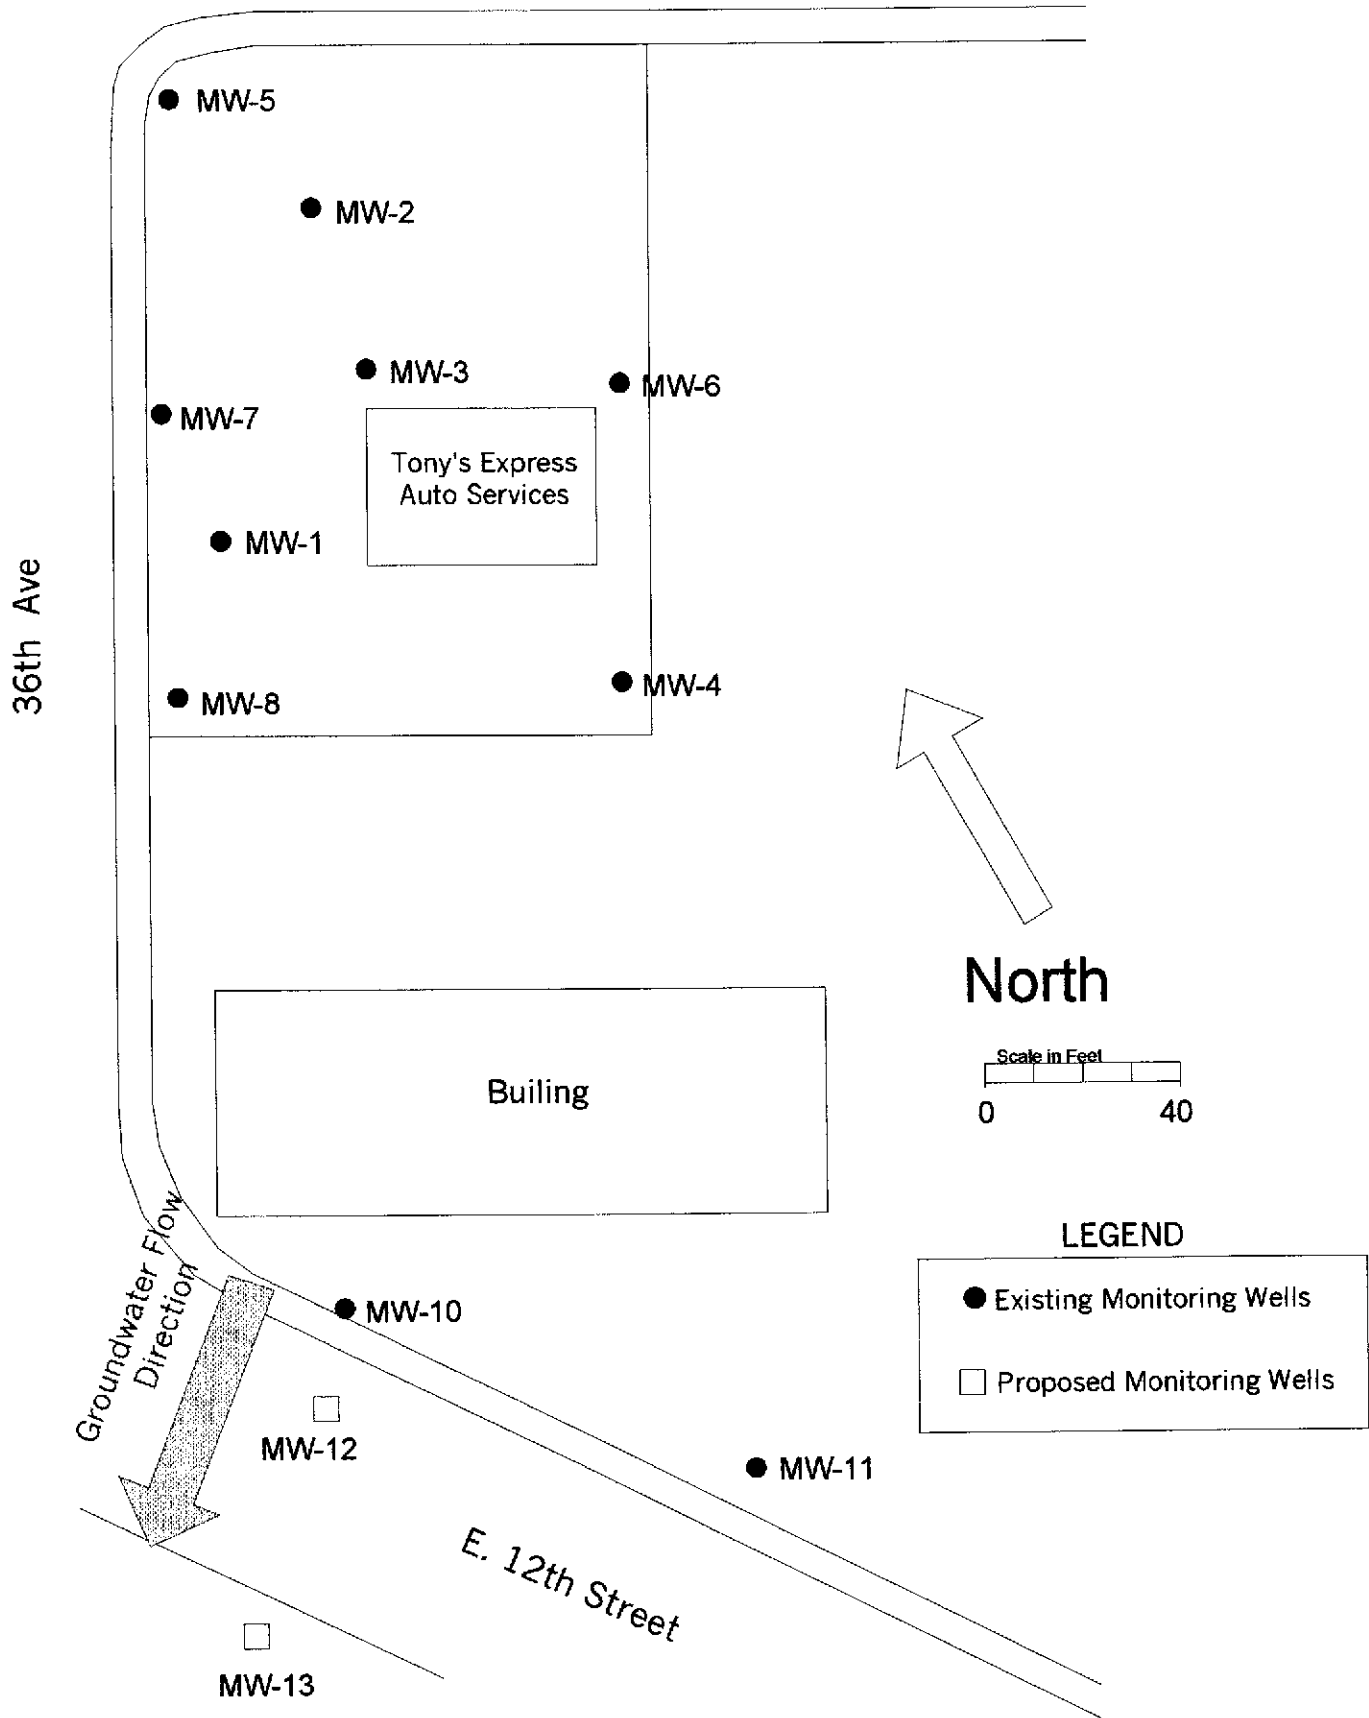 MW-5
MW-2
MW-3
MW-6
MW-7
Tony's Express
Auto Services
MW-1
36th Ave
MW-8
MW-4
North
Scale in Feet
0 40
Builing
LEGEND
Existing Monitoring Wells
Proposed Monitoring Wells
Groundwater Flow
Direction
MW-10
MW-12
MW-11
E. 12th Street
MW-13